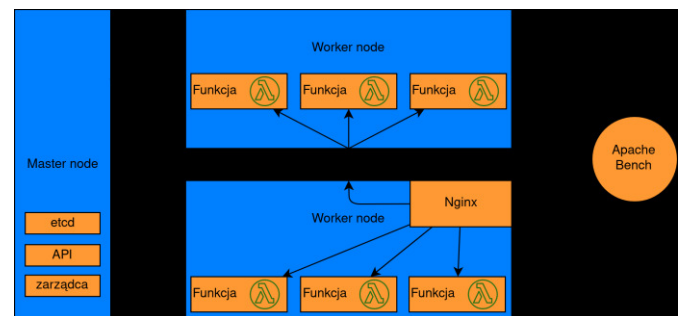 Master node
etcd
API
zarządca
Worker node
Funkcja
Funkcja
Funkcja
Nginx
Worker node
Funkcja
Funkcja
Funkcja
Apache
Bench